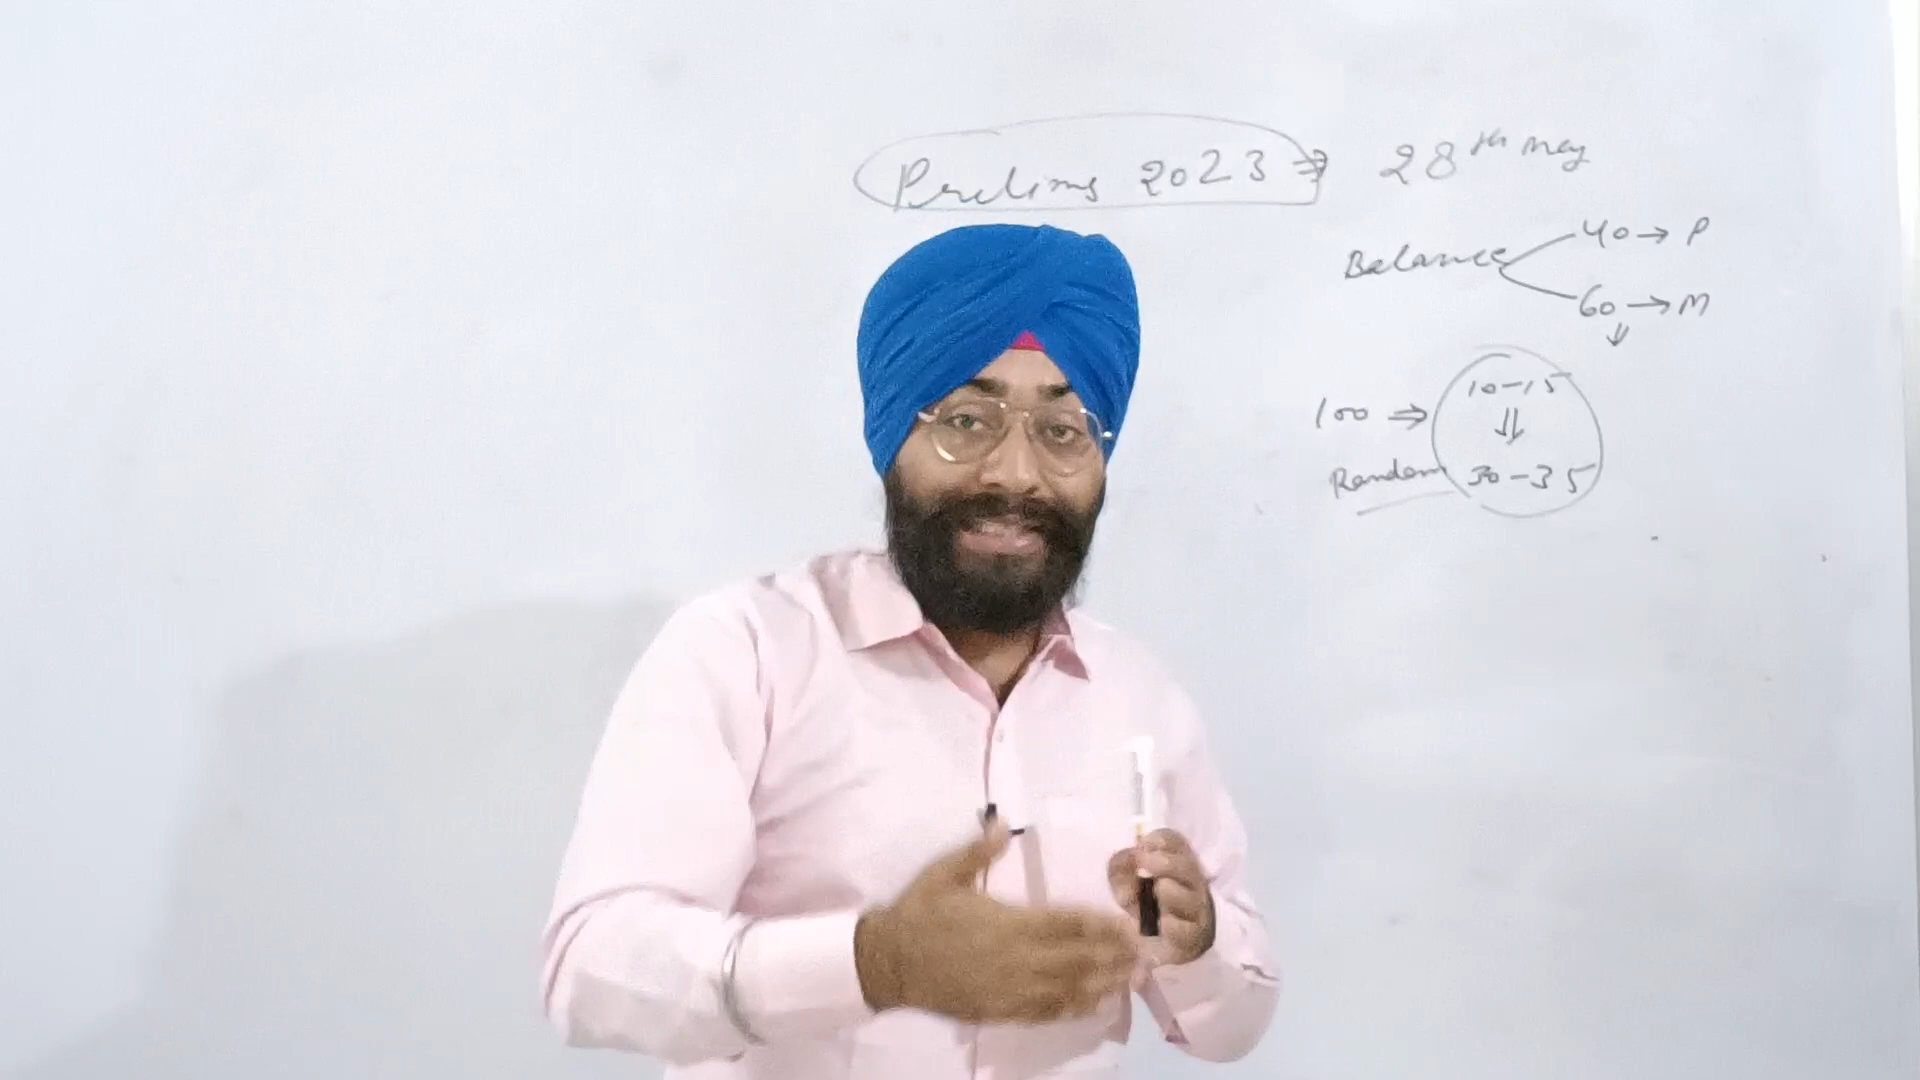 Prelims 2023 ⇒ 28th may
Balance
40 → P
60 → M
⇓
10-15
100 ⇒
⇓
Random 30-35